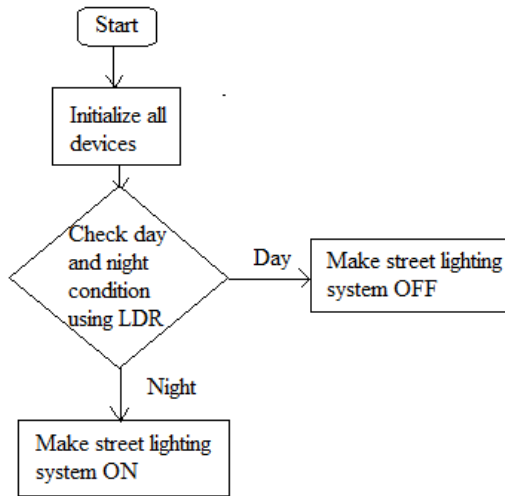 Start
Initialize all
devices
Check day
and night
condition
using LDR
Day
Make street lighting
system OFF
Night
Make street lighting
system ON